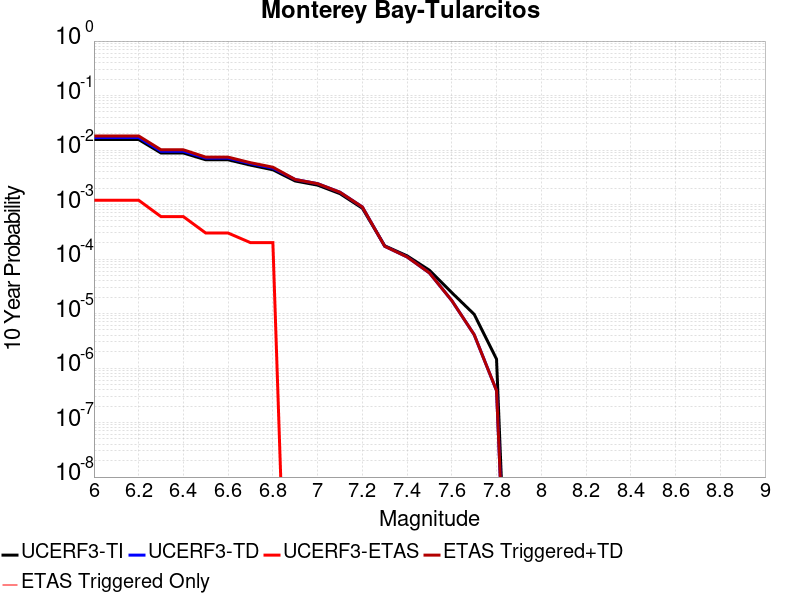 Monterey Bay-Tularcitos
10 Year Probability
10^0
10^-1
10^-2
10^-3
10^-4
10^-5
10^-6
10^-7
10^-8
6 6.2 6.4 6.6 6.8 7 7.2 7.4 7.6 7.8 8 8.2 8.4 8.6 8.8 9
Magnitude
UCERF3-TI UCERF3-TD UCERF3-ETAS ETAS Triggered+TD
ETAS Triggered Only